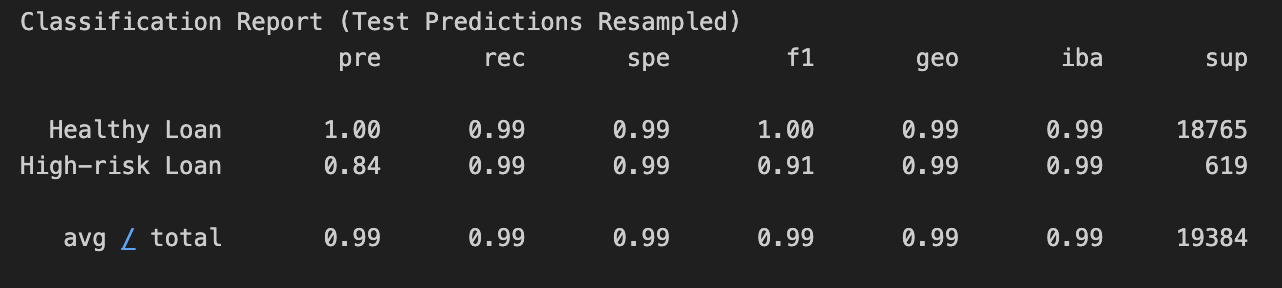 Classification Report (Test Predictions Resampled)
pre rec spe f1 geo iba sup
Healthy Loan 1.00 0.99 0.99 1.00 0.99 0.99 18765
High-risk Loan 0.84 0.99 0.99 0.91 0.99 0.99 619
avg / total 0.99 0.99 0.99 0.99 0.99 0.99 19384